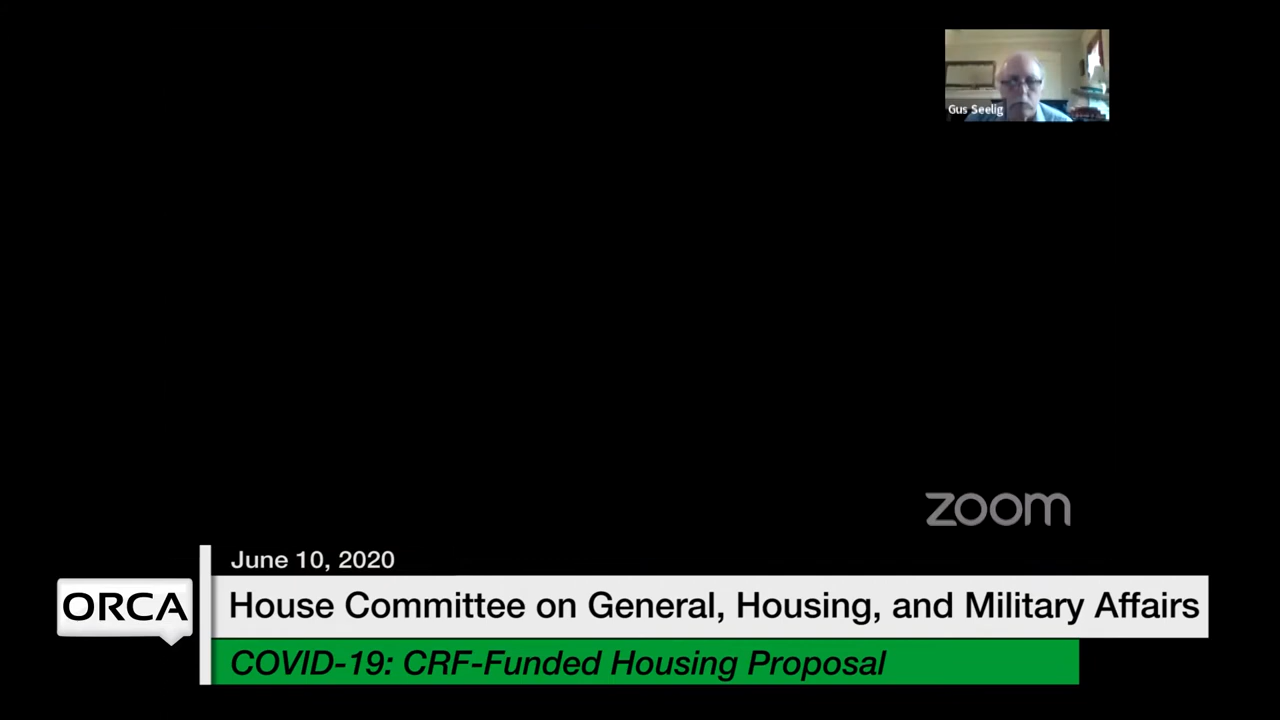 Gus Seelig
zoom
June 10, 2020
ORCA
House Committee on General, Housing, and Military Affairs
COVID-19: CRF-Funded Housing Proposal